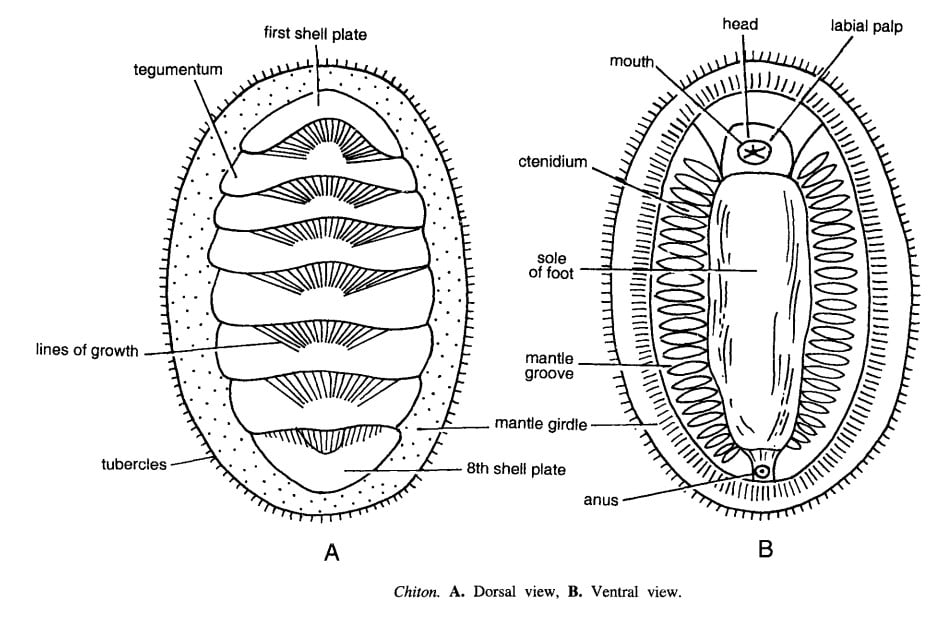 first shell plate
tegumentum
lines of growth
tubercles
mantle girdle
8th shell plate
A
head
labial palp
mouth
ctenidium
sole
of foot
mantle
groove
anus
B
Chiton. A. Dorsal view, B. Ventral view.